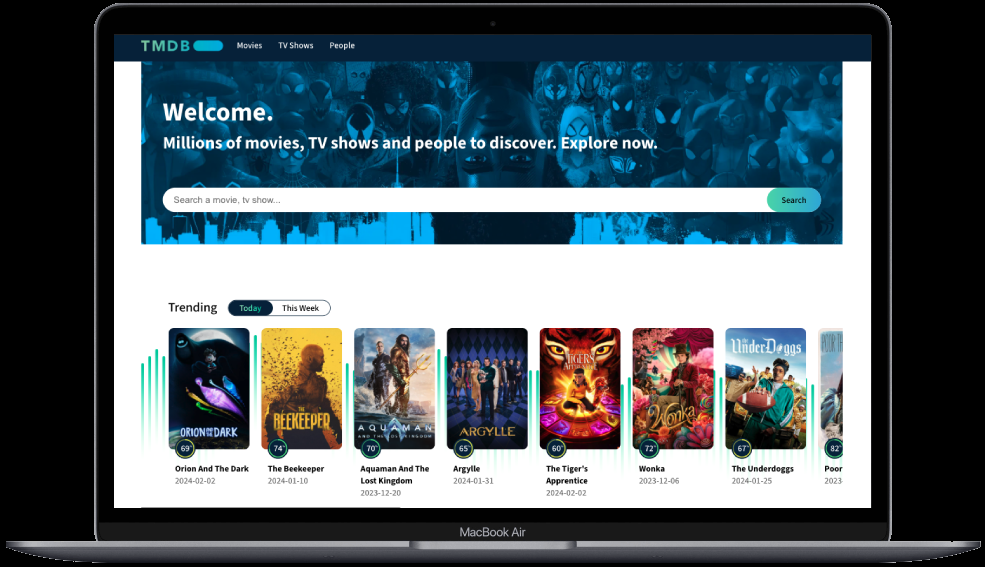 TMDB
Movies TV Shows People
Welcome.
Millions of movies, TV shows and people to discover. Explore now.
Search a movie, tv show...
Search
Trending
Today This Week
ORION AND THE DARK
THE BEEKEEPER
AQUAMAN
AND THE LOST KINGDOM
ARGYLLE
THE TIGER'S
APPRENTICE
Wonka
UnderDoggs
POOR TH
69
74
70
65
60
72
67
82
Orion And The Dark
2024-02-02
The Beekeeper
2024-01-10
Aquaman And The
Lost Kingdom
2023-12-20
Argylle
2024-01-31
The Tiger's
Apprentice
2024-02-02
Wonka
2023-12-06
The Underdoggs
2024-01-25
Poor
2023-
MacBook Air